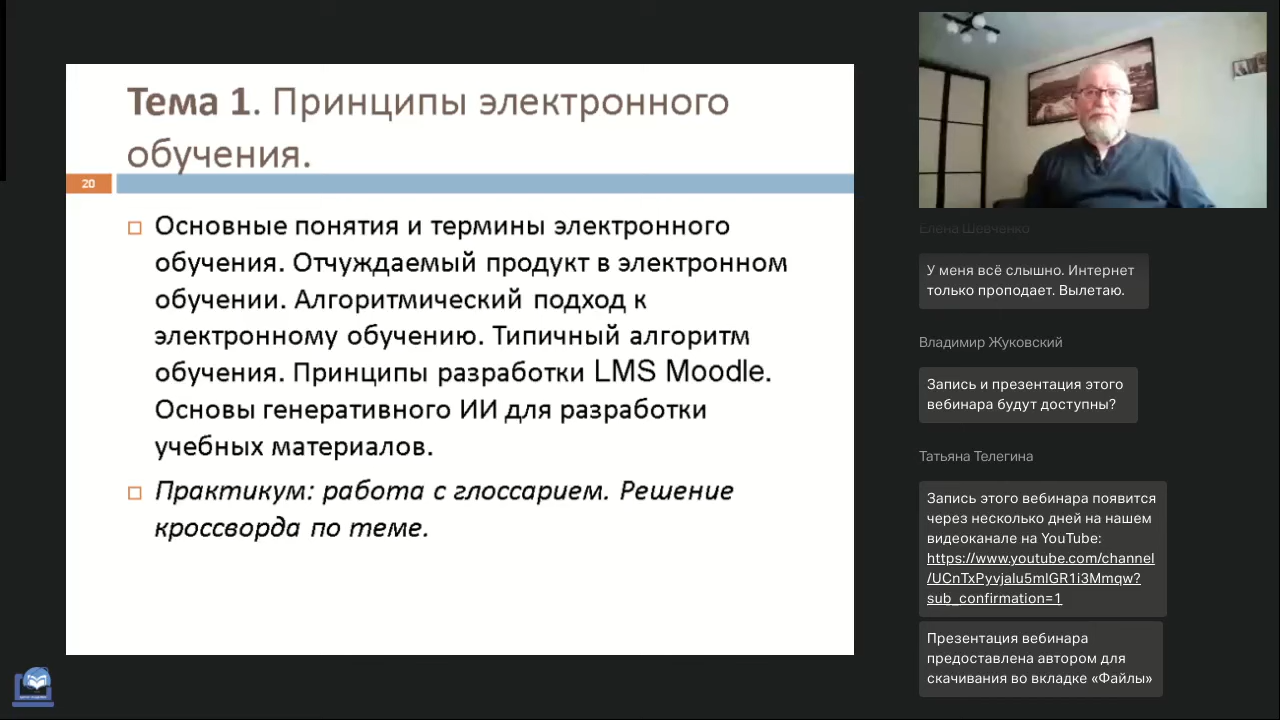 Тема 1. Принципы электронного
обучения.
20
Основные понятия и термины электронного
обучения. Отчуждаемый продукт в электронном
обучении. Алгоритмический подход к
электронному обучению. Типичный алгоритм
обучения. Принципы разработки LMS Moodle.
Основы генеративного ИИ для разработки
учебных материалов.
Практикум: работа с глоссарием. Решение
кроссворда по теме.
Елена Шевченко
У меня всё слышно. Интернет
только проподает. Вылетаю.
Владимир Жуковский
Запись и презентация этого
вебинара будут доступны?
Татьяна Телегина
Запись этого вебинара появится
через несколько дней на нашем
видеоканале на YouTube:
https://www.youtube.com/channel
/UCnTxPyvjalu5mlGR1i3Mmqw?
sub_confirmation=1
Презентация вебинара
предоставлена автором для
скачивания во вкладке «Файлы»